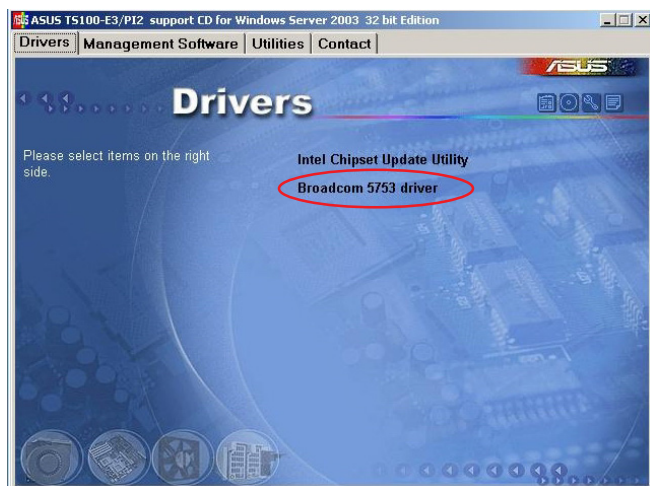 ASUS TS100-E3/PI2 support CD for Windows Server 2003 32 bit Edition
Drivers Management Software Utilities Contact
ASUS
Drivers
Please select items on the right
side.
Intel Chipset Update Utility
Broadcom 5753 driver